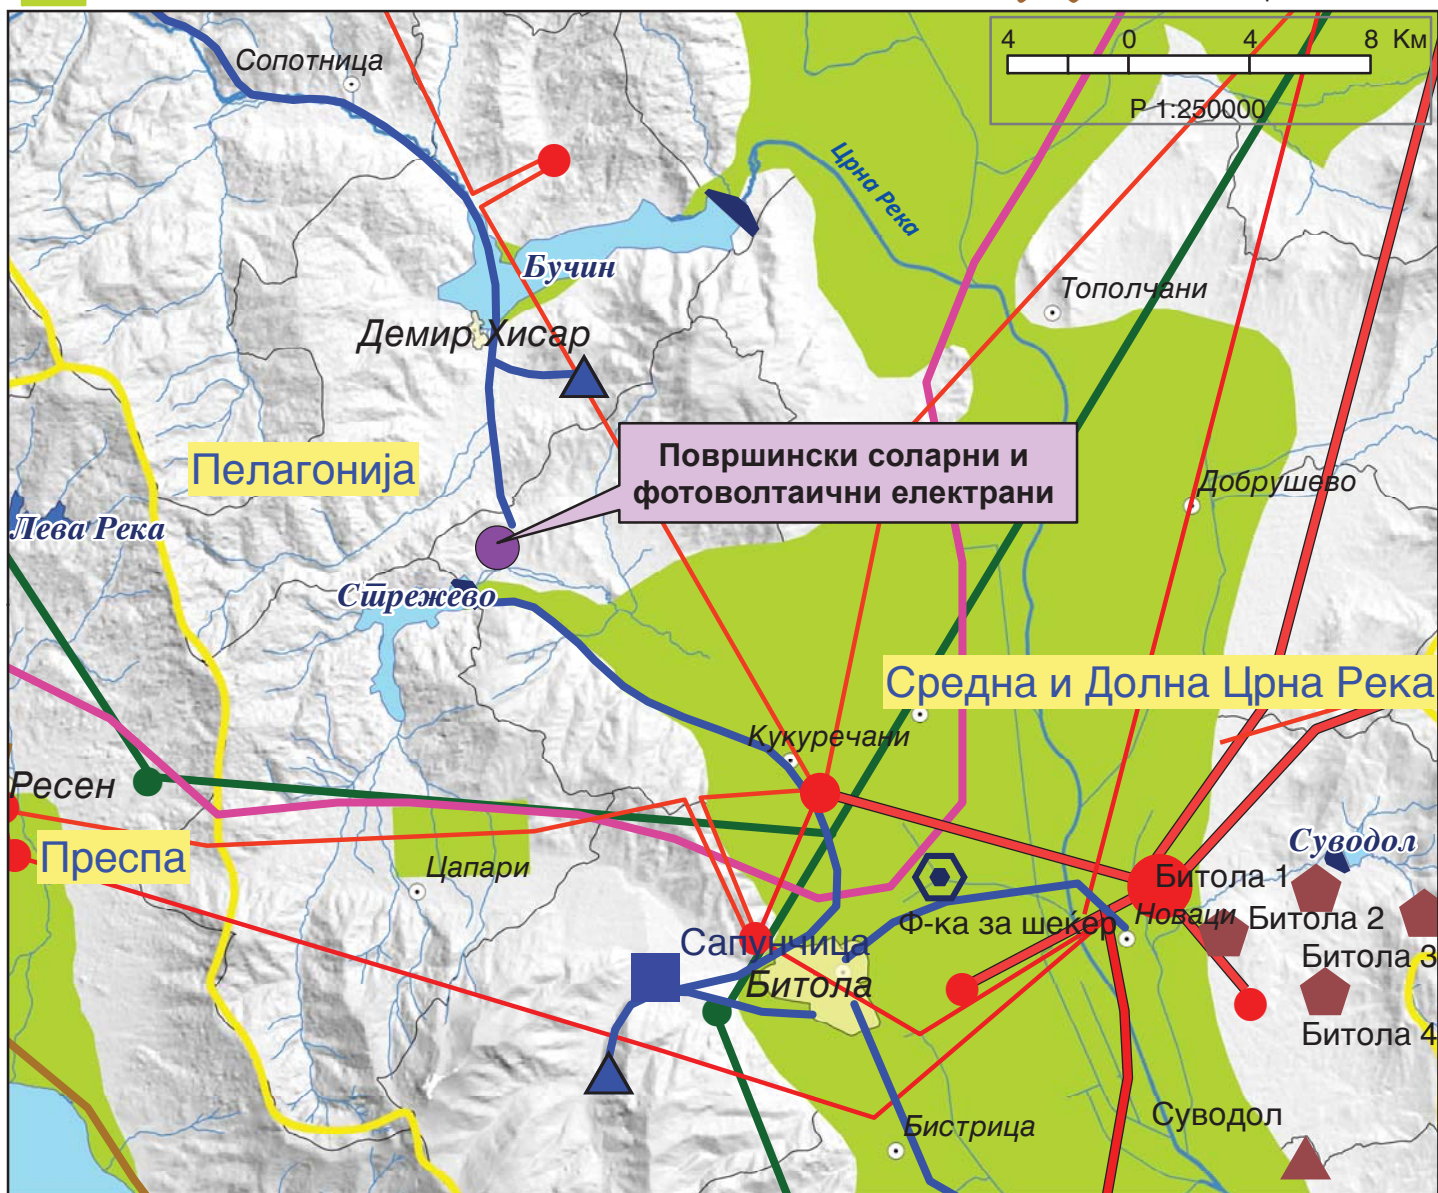 4 0 4 8 Км
Р 1:250000
Сопотница
Црна Река
Бучин
Тополчани
Демир Хисар
Површински соларни и
фотоволтаични електрани
Пелагонија
Добрушево
Лева Река
Стрежево
Средна и Долна Црна Река
Кукуречани
Ресен
Преспа
Цапари
Суводол
Битола 1
Новаци
Битола 2
Ф-ка за шеќер
Сапунчица
Битола
Битола 3
Битола 4
Суводол
Бистрица